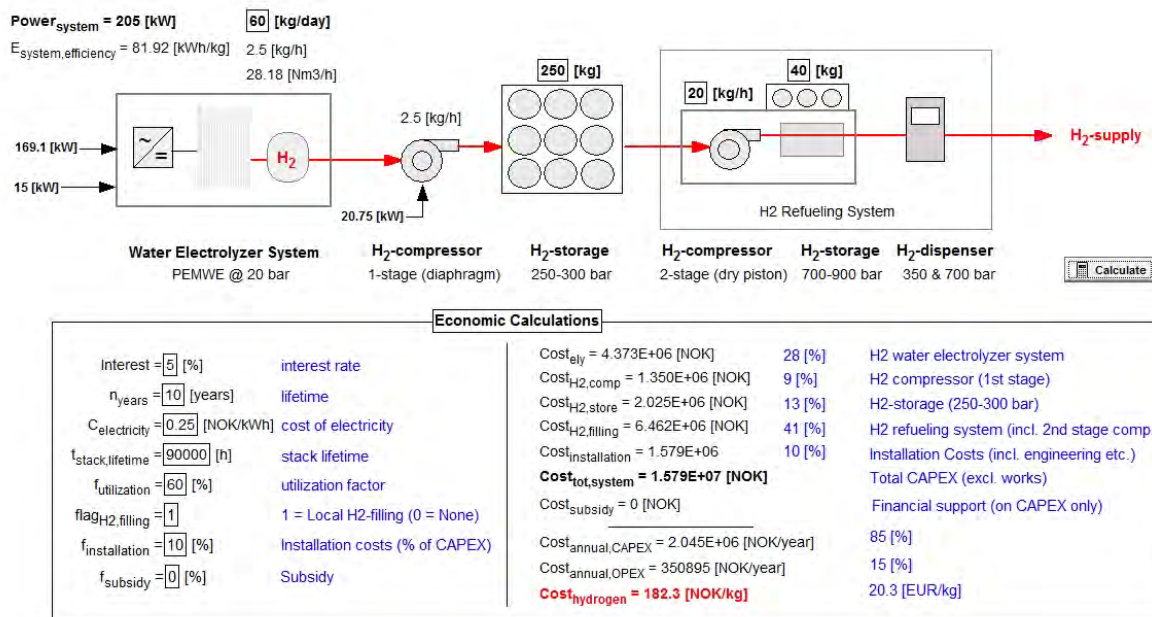 Power_system = 205 [kW]
60 [kg/day]
E_system,efficiency = 81.92 [kWh/kg]
2.5 [kg/h]
28.18 [Nm3/h]
169.1 [kW]
15 [kW]
~
=
H2
2.5 [kg/h]
20.75 [kW]
250 [kg]
20 [kg/h]
40 [kg]
H2-supply
H2 Refueling System
Water Electrolyzer System
PEMWE @ 20 bar
H2-compressor
1-stage (diaphragm)
H2-storage
250-300 bar
H2-compressor
2-stage (dry piston)
H2-storage
700-900 bar
H2-dispenser
350 & 700 bar
Calculate
Economic Calculations
Interest = 5 [%] interest rate
n_years = 10 [years] lifetime
C_electricity = 0.25 [NOK/kWh] cost of electricity
t_stack,lifetime = 90000 [h] stack lifetime
f_utilization = 60 [%] utilization factor
flag_H2,filling = 1 1 = Local H2-filling (0 = None)
f_installation = 10 [%] Installation costs (% of CAPEX)
f_subsidy = 0 [%] Subsidy
Cost_ely = 4.373E+06 [NOK] 28 [%] H2 water electrolyzer system
Cost_H2,comp = 1.350E+06 [NOK] 9 [%] H2 compressor (1st stage)
Cost_H2,store = 2.025E+06 [NOK] 13 [%] H2-storage (250-300 bar)
Cost_H2,filling = 6.462E+06 [NOK] 41 [%] H2 refueling system (incl. 2nd stage comp
Cost_installation = 1.579E+06 10 [%] Installation Costs (incl. engineering etc.)
Cost_tot,system = 1.579E+07 [NOK] Total CAPEX (excl. works)
Cost_subsidy = 0 [NOK] Financial support (on CAPEX only)
Cost_annual,CAPEX = 2.045E+06 [NOK/year] 85 [%]
Cost_annual,OPEX = 350895 [NOK/year] 15 [%]
Cost_hydrogen = 182.3 [NOK/kg] 20.3 [EUR/kg]